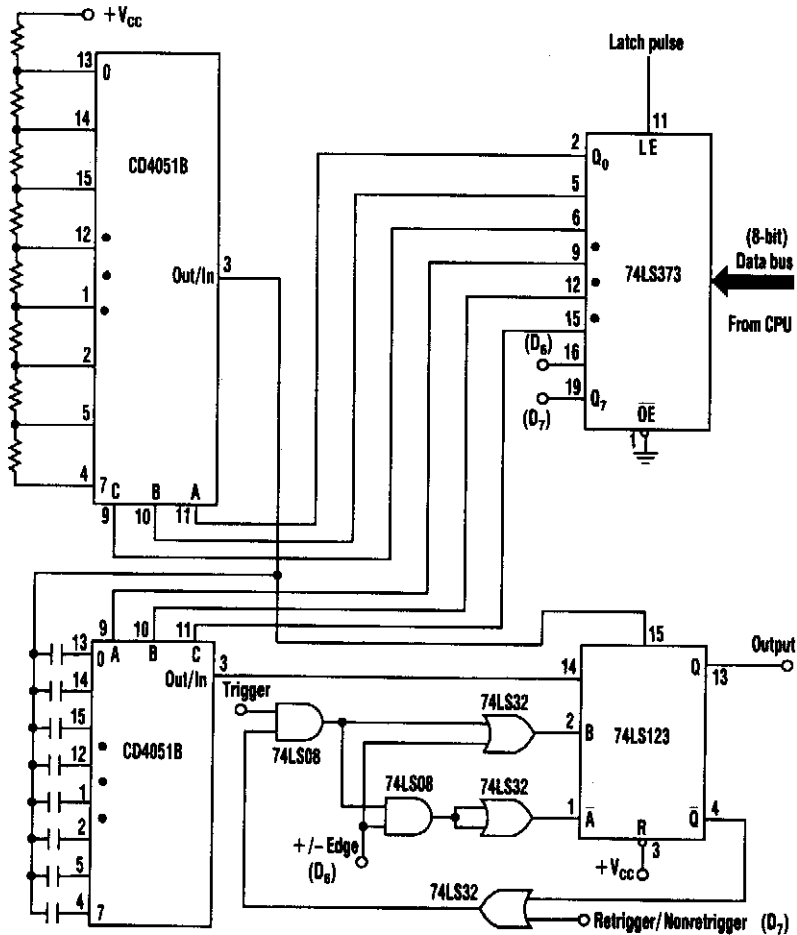 +VCC
13
0
14
15
CD4051B
12
1
2
5
4
7
C
B
A
9
10
11
Out/In
3
Latch pulse
11
LE
2
Q0
5
6
9
12
15
16
19
Q7
(D6)
(D7)
74LS373
OE
1
(8-bit)
Data bus
From CPU
9
10
11
A
B
C
13
0
14
15
12
1
2
5
4
7
Out/In
3
CD4051B
Trigger
74LS08
74LS32
74LS08
74LS32
+/− Edge
(D6)
74LS32
14
15
2
B
1
A
74LS123
R
3
+VCC
Q
13
Output
Q
4
Retrigger/Nonretrigger (D7)